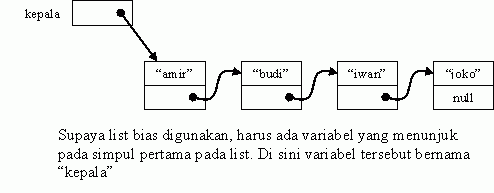 kepala
“amir” “budi” “iwan” “joko”
null
Supaya list bias digunakan, harus ada variabel yang menunjuk
pada simpul pertama pada list. Di sini variabel tersebut bernama
“kepala”